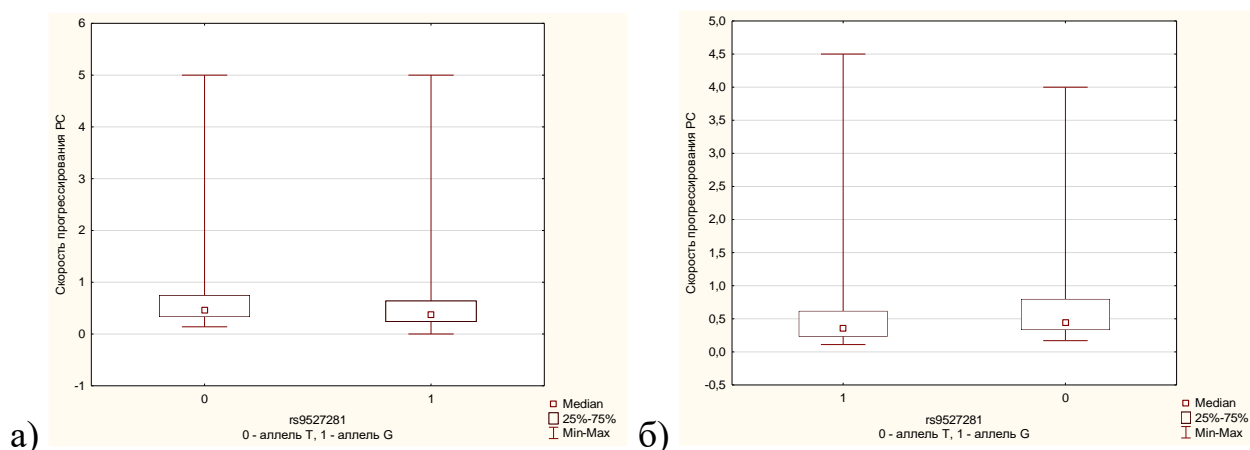 а)
Скорость прогрессирования РС
6
5
4
3
2
1
0
-1
0
1
rs9527281
0 - аллель T, 1 - аллель G
Median
25%-75%
Min-Max
б)
Скорость прогрессирования РС
5,0
4,5
4,0
3,5
3,0
2,5
2,0
1,5
1,0
0,5
0,0
-0,5
1
0
rs9527281
0 - аллель T, 1 - аллель G
Median
25%-75%
Min-Max